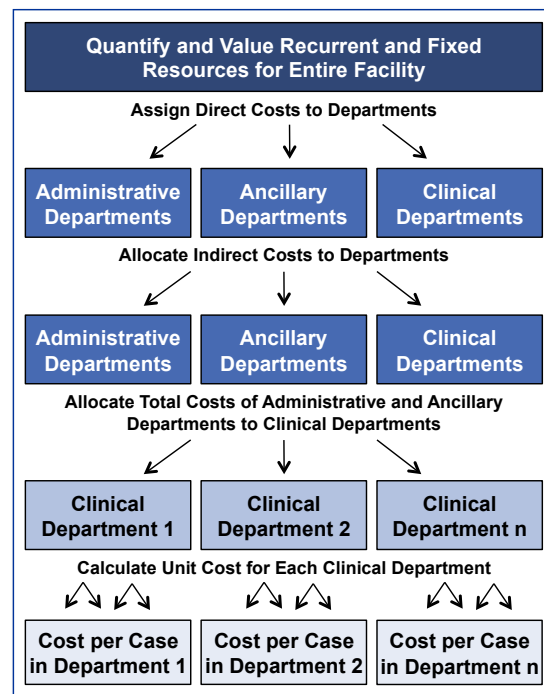 Quantify and Value Recurrent and Fixed
Resources for Entire Facility
Assign Direct Costs to Departments
Administrative
Departments
Ancillary
Departments
Clinical
Departments
Allocate Indirect Costs to Departments
Administrative
Departments
Ancillary
Departments
Clinical
Departments
Allocate Total Costs of Administrative and Ancillary
Departments to Clinical Departments
Clinical
Department 1
Clinical
Department 2
Clinical
Department n
Calculate Unit Cost for Each Clinical Department
Cost per Case
in Department 1
Cost per Case
in Department 2
Cost per Case
in Department n